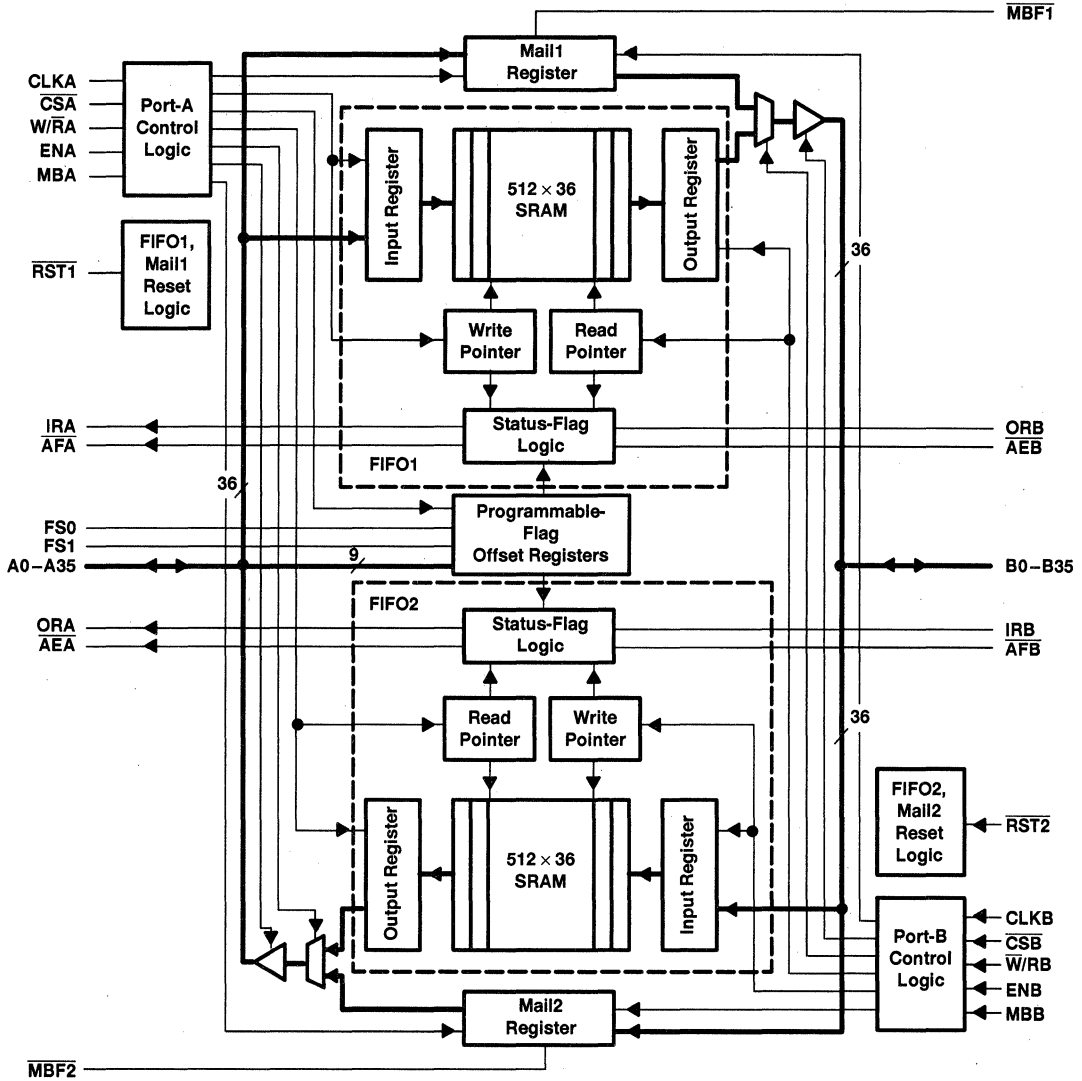 MBF1
Mail1
Register
CLKA
CSA
W/RA
ENA
MBA
Port-A
Control
Logic
Input Register
512 × 36
SRAM
Output Register
FIFO1,
Mail1
Reset
Logic
RST1
36
Write
Pointer
Read
Pointer
IRA
AFA
Status-Flag
Logic
ORB
AEB
FIFO1
36
Programmable-
Flag
Offset Registers
FS0
FS1
9
A0–A35
B0–B35
FIFO2
ORA
AEA
Status-Flag
Logic
IRB
AFB
Read
Pointer
Write
Pointer
36
FIFO2,
Mail2
Reset
Logic
RST2
Output Register
512 × 36
SRAM
Input Register
Port-B
Control
Logic
CLKB
CSB
W/RB
ENB
MBB
Mail2
Register
MBF2